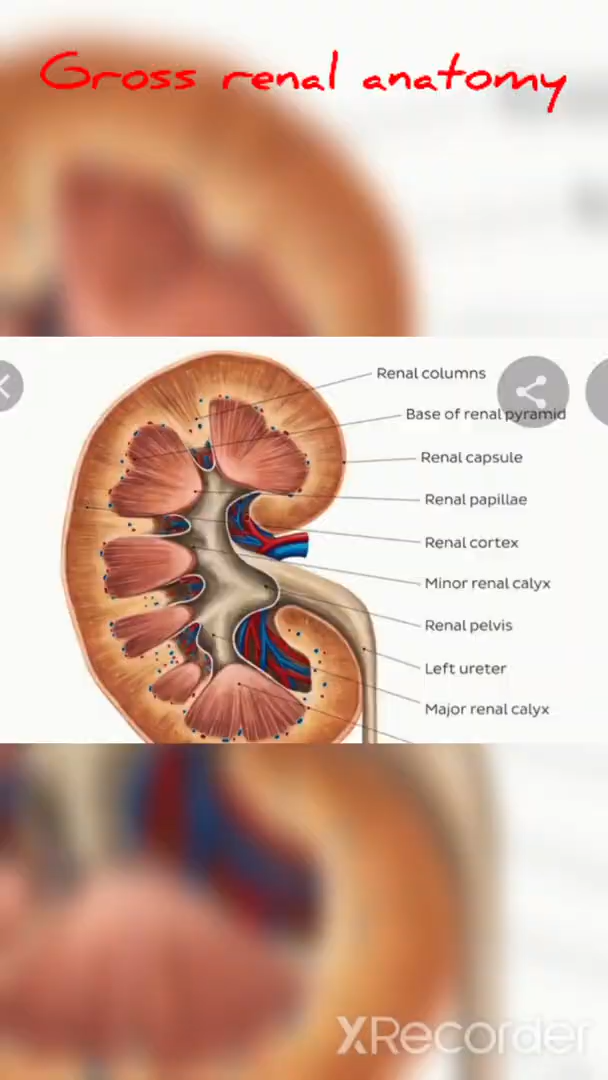 Gross renal anatomy
Renal columns
Base of renal pyramid
Renal capsule
Renal papillae
Renal cortex
Minor renal calyx
Renal pelvis
Left ureter
Major renal calyx
XRecorder